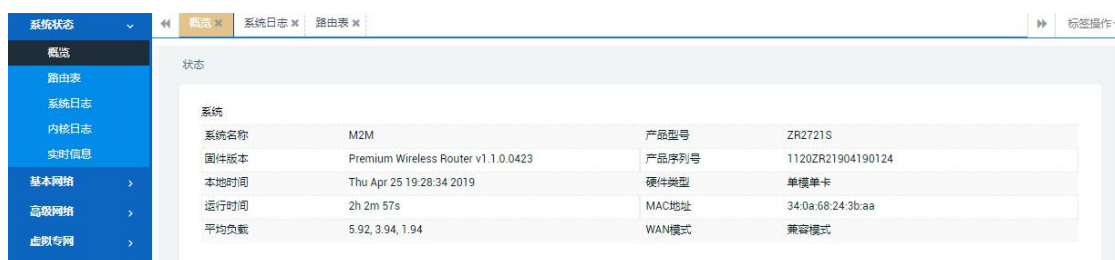 系统状态
概览
路由表
系统日志
内核日志
实时信息
基本网络
高级网络
虚拟专网
概览 系统日志 路由表 标签操作
状态
系统
系统名称 M2M 产品型号 ZR2721S
固件版本 Premium Wireless Router v1.1.0.0423 产品序列号 1120ZR21904190124
本地时间 Thu Apr 25 19:28:34 2019 硬件类型 单模单卡
运行时间 2h 2m 57s MAC地址 34:0a:68:24:3b:aa
平均负载 5.92, 3.94, 1.94 WAN模式 兼容模式